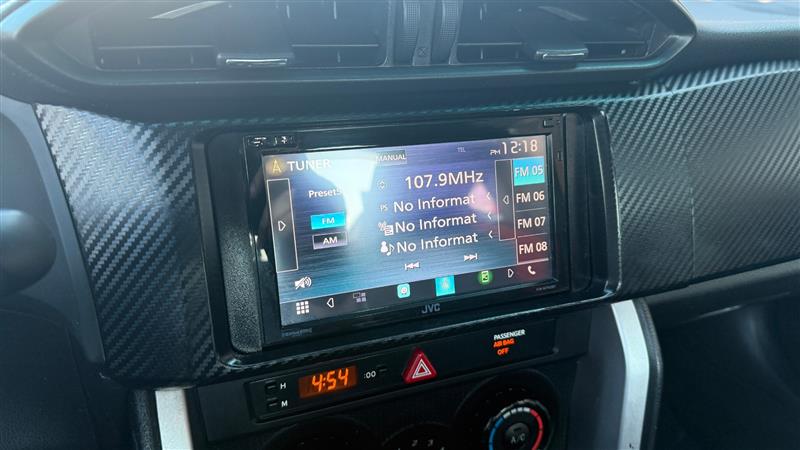 TEL
A TUNER
MANUAL
PM 12:18
Preset5
107.9MHz
FM 05
PS No Informat
FM 06
FM
No Informat
FM 07
AM
No Informat
FM 08
JVC
PASSENGER
AIR BAG
OFF
H
4:54
:00
M
A/C